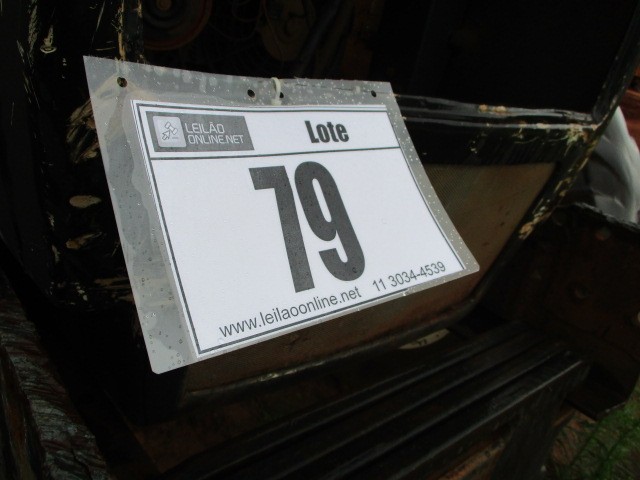 LEILÃO
ONLINE.NET
Lote
79
www.leilaoonline.net 11 3034-4539